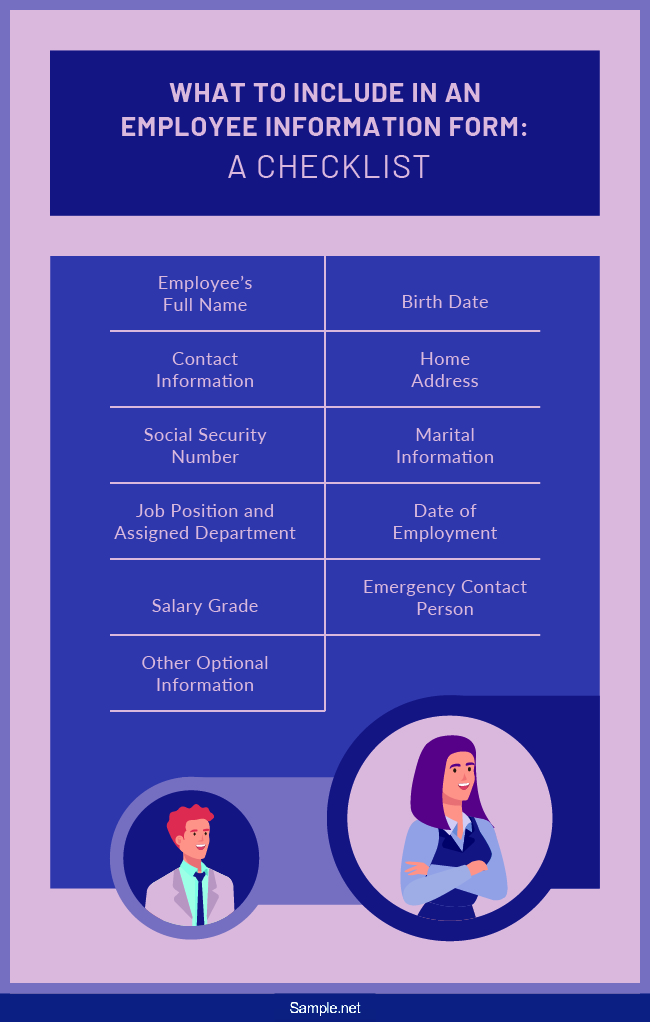 WHAT TO INCLUDE IN AN
EMPLOYEE INFORMATION FORM:
A CHECKLIST
Employee's
Full Name
Birth Date
Contact
Information
Home
Address
Social Security
Number
Marital
Information
Job Position and
Assigned Department
Date of
Employment
Salary Grade
Emergency Contact
Person
Other Optional
Information
Sample.net